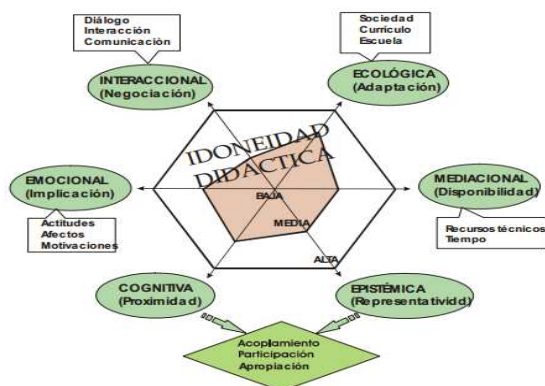 Diálogo
Interacción
Comunicaciòn
Sociedad
Currículo
Escuela
INTERACCIONAL
(Negociación)
ECOLÓGICA
(Adaptación)
IDONEIDAD
DIDÁCTICA
EMOCIONAL
(Implicación)
BAJA
MEDIACIONAL
(Disponibilidad)
Actitudes
Afectos
Motivaciones
MEDIA
Recursos técnicos
Tiempo
ALTA
COGNITIVA
(Proximidad)
EPISTÉMICA
(Representatividd)
Acoplamiento
Participación
Apropiación